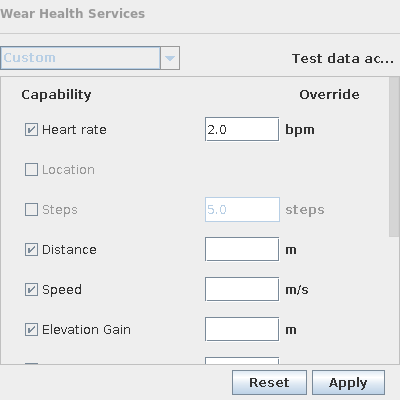 Wear Health Services
Custom
Test data ac...
Capability Override
Heart rate 2.0 bpm
Location
Steps 5.0 steps
Distance m
Speed m/s
Elevation Gain m
Reset Apply